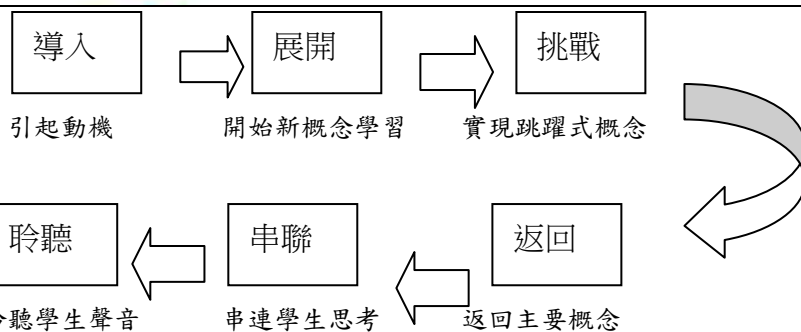 導入
展開
挑戰
引起動機
開始新概念學習
實現跳躍式概念
聆聽
串聯
返回
聽學生聲音
串連學生思考
返回主要概念